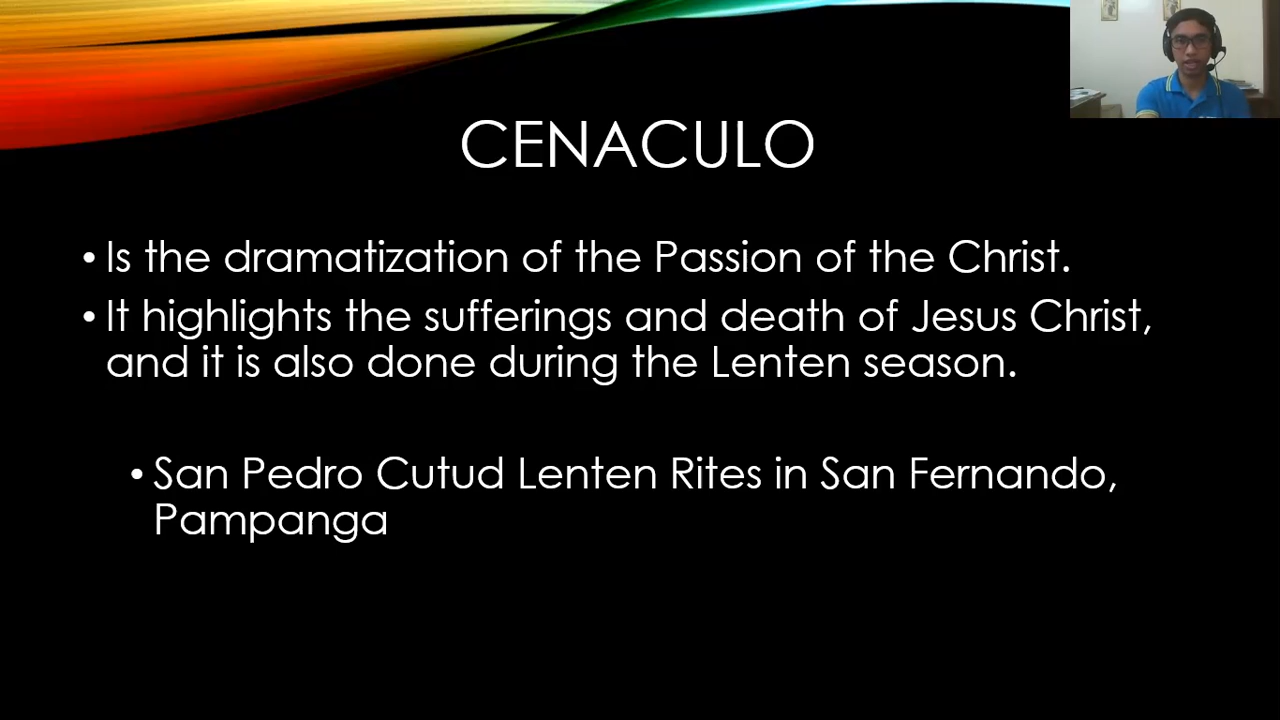 CENACULO
• Is the dramatization of the Passion of the Christ.
• It highlights the sufferings and death of Jesus Christ,
and it is also done during the Lenten season.
• San Pedro Cutud Lenten Rites in San Fernando,
Pampanga